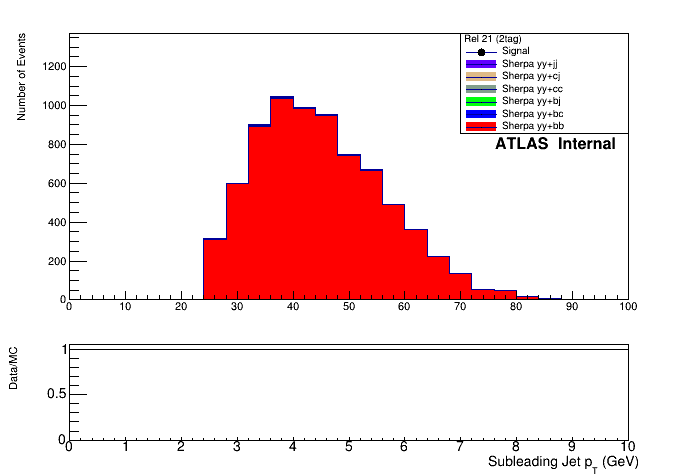 Number of Events
1200
1000
800
600
400
200
0
Rel 21 (2tag)
Signal
Sherpa yy+jj
Sherpa yy+cj
Sherpa yy+cc
Sherpa yy+bj
Sherpa yy+bc
Sherpa yy+bb
ATLAS Internal
0 10 20 30 40 50 60 70 80 90 100
Data/MC
1
0.5
0
0 1 2 3 4 5 6 7 8 9 10
Subleading Jet p_T (GeV)